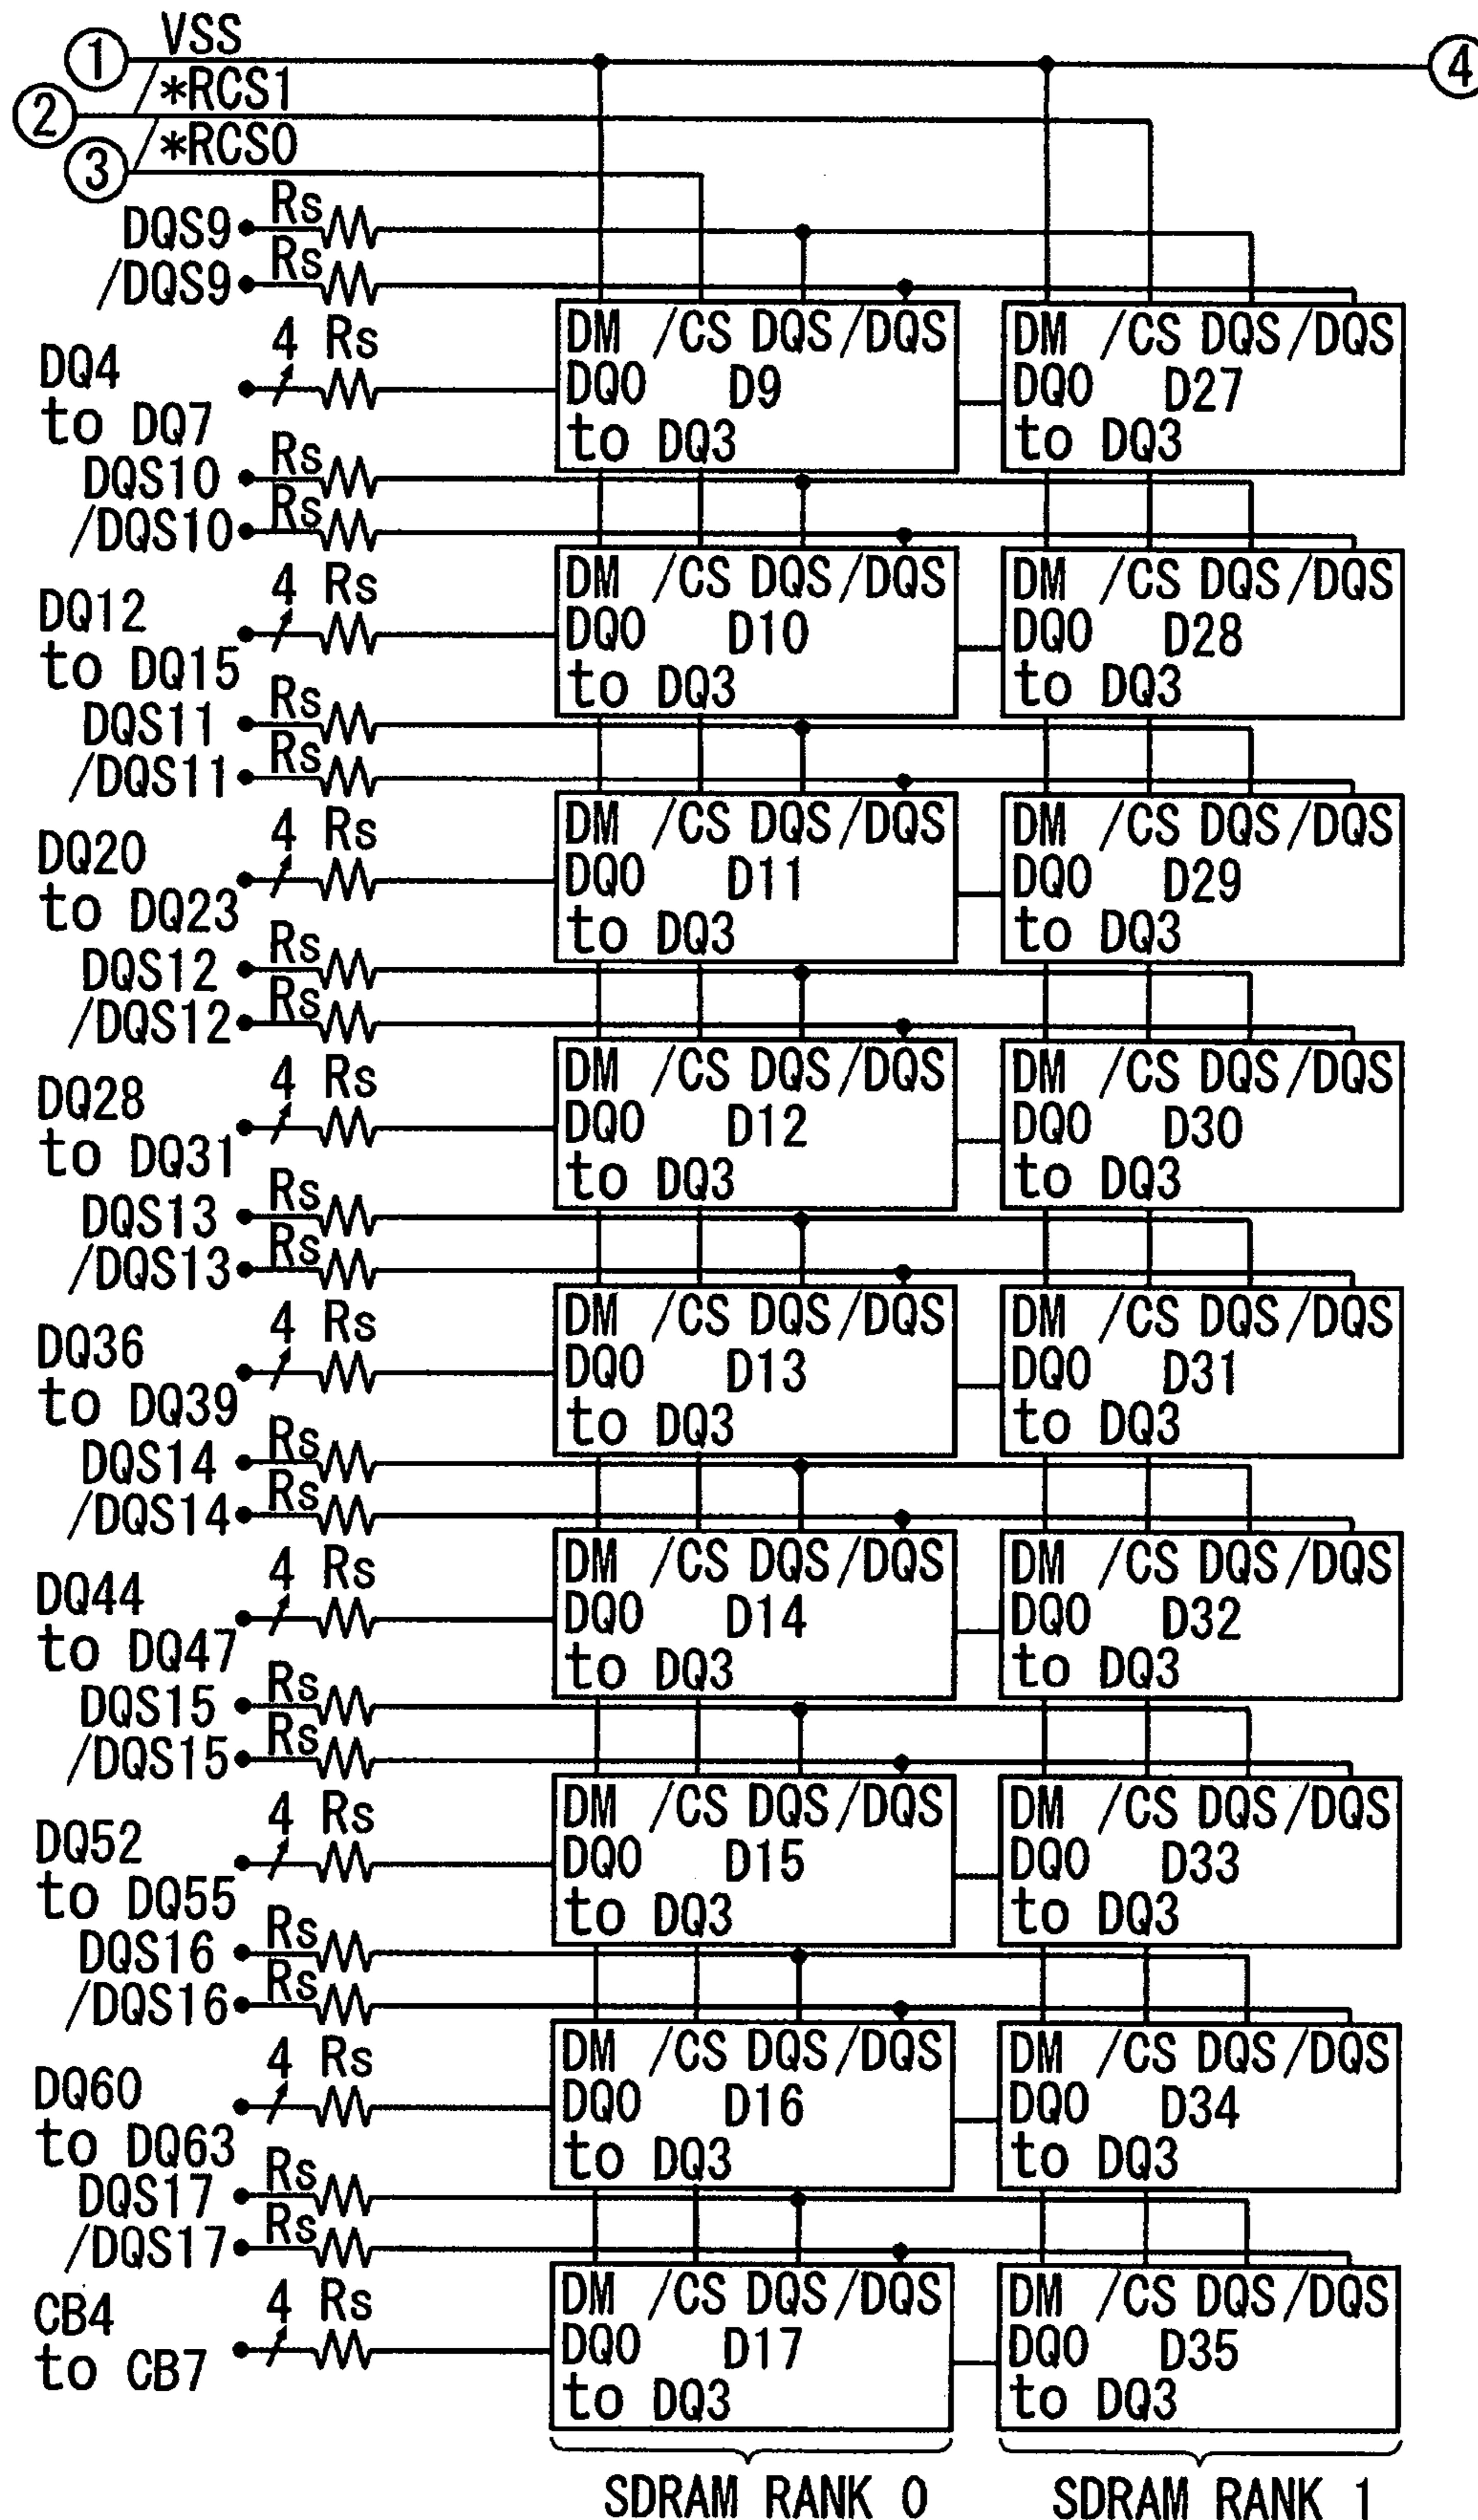 ① VSS ④
② /*RCS1
③ /*RCS0
DQS9 Rs
/DQS9 Rs
DM /CS DQS /DQS DM /CS DQS /DQS
DQ4 4 Rs DQ0 D9 DQ0 D27
to DQ7 to DQ3 to DQ3
DQS10 Rs
/DQS10 Rs
DM /CS DQS /DQS DM /CS DQS /DQS
DQ12 4 Rs DQ0 D10 DQ0 D28
to DQ15 to DQ3 to DQ3
DQS11 Rs
/DQS11 Rs
DM /CS DQS /DQS DM /CS DQS /DQS
DQ20 4 Rs DQ0 D11 DQ0 D29
to DQ23 to DQ3 to DQ3
DQS12 Rs
/DQS12 Rs
DM /CS DQS /DQS DM /CS DQS /DQS
DQ28 4 Rs DQ0 D12 DQ0 D30
to DQ31 to DQ3 to DQ3
DQS13 Rs
/DQS13 Rs
DM /CS DQS /DQS DM /CS DQS /DQS
DQ36 4 Rs DQ0 D13 DQ0 D31
to DQ39 to DQ3 to DQ3
DQS14 Rs
/DQS14 Rs
DM /CS DQS /DQS DM /CS DQS /DQS
DQ44 4 Rs DQ0 D14 DQ0 D32
to DQ47 to DQ3 to DQ3
DQS15 Rs
/DQS15 Rs
DM /CS DQS /DQS DM /CS DQS /DQS
DQ52 4 Rs DQ0 D15 DQ0 D33
to DQ55 to DQ3 to DQ3
DQS16 Rs
/DQS16 Rs
DM /CS DQS /DQS DM /CS DQS /DQS
DQ60 4 Rs DQ0 D16 DQ0 D34
to DQ63 to DQ3 to DQ3
DQS17 Rs
/DQS17 Rs
DM /CS DQS /DQS DM /CS DQS /DQS
CB4 4 Rs DQ0 D17 DQ0 D35
to CB7 to DQ3 to DQ3
SDRAM RANK 0 SDRAM RANK 1